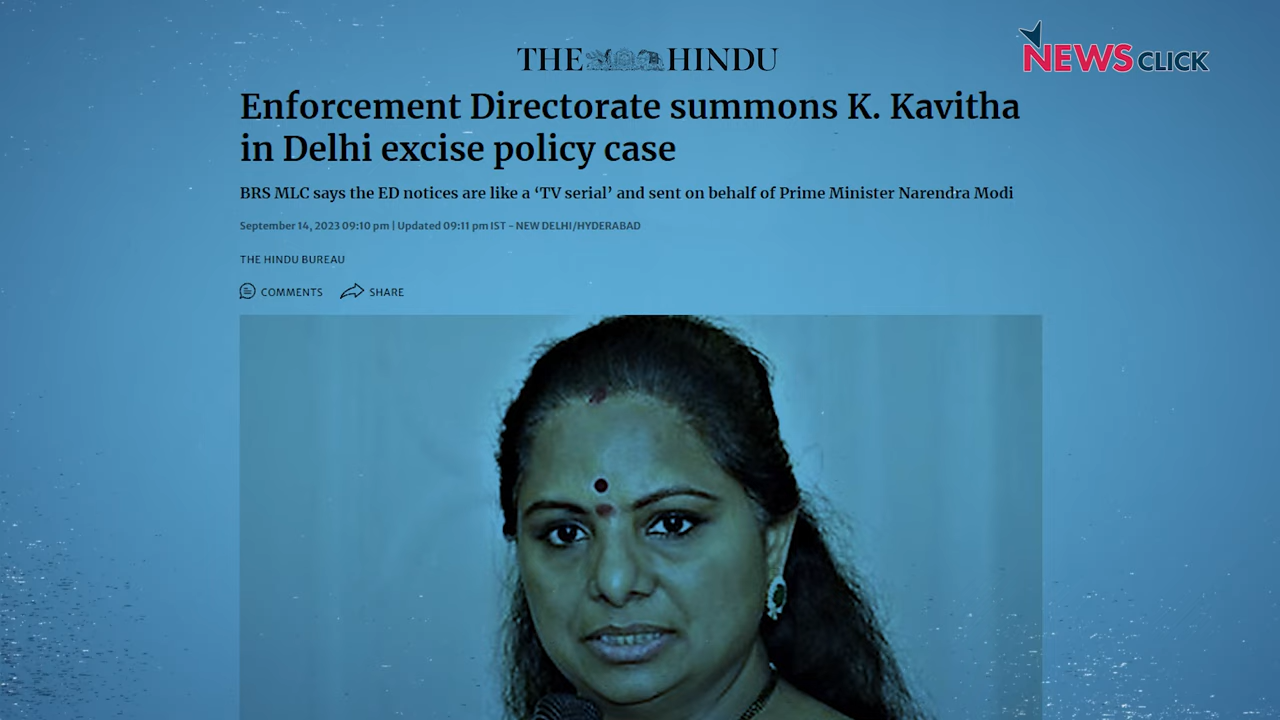 THE HINDU
NEWS CLICK
Enforcement Directorate summons K. Kavitha
in Delhi excise policy case
BRS MLC says the ED notices are like a ‘TV serial’ and sent on behalf of Prime Minister Narendra Modi
September 14, 2023 09:10 pm | Updated 09:11 pm IST - NEW DELHI/HYDERABAD
THE HINDU BUREAU
COMMENTS SHARE